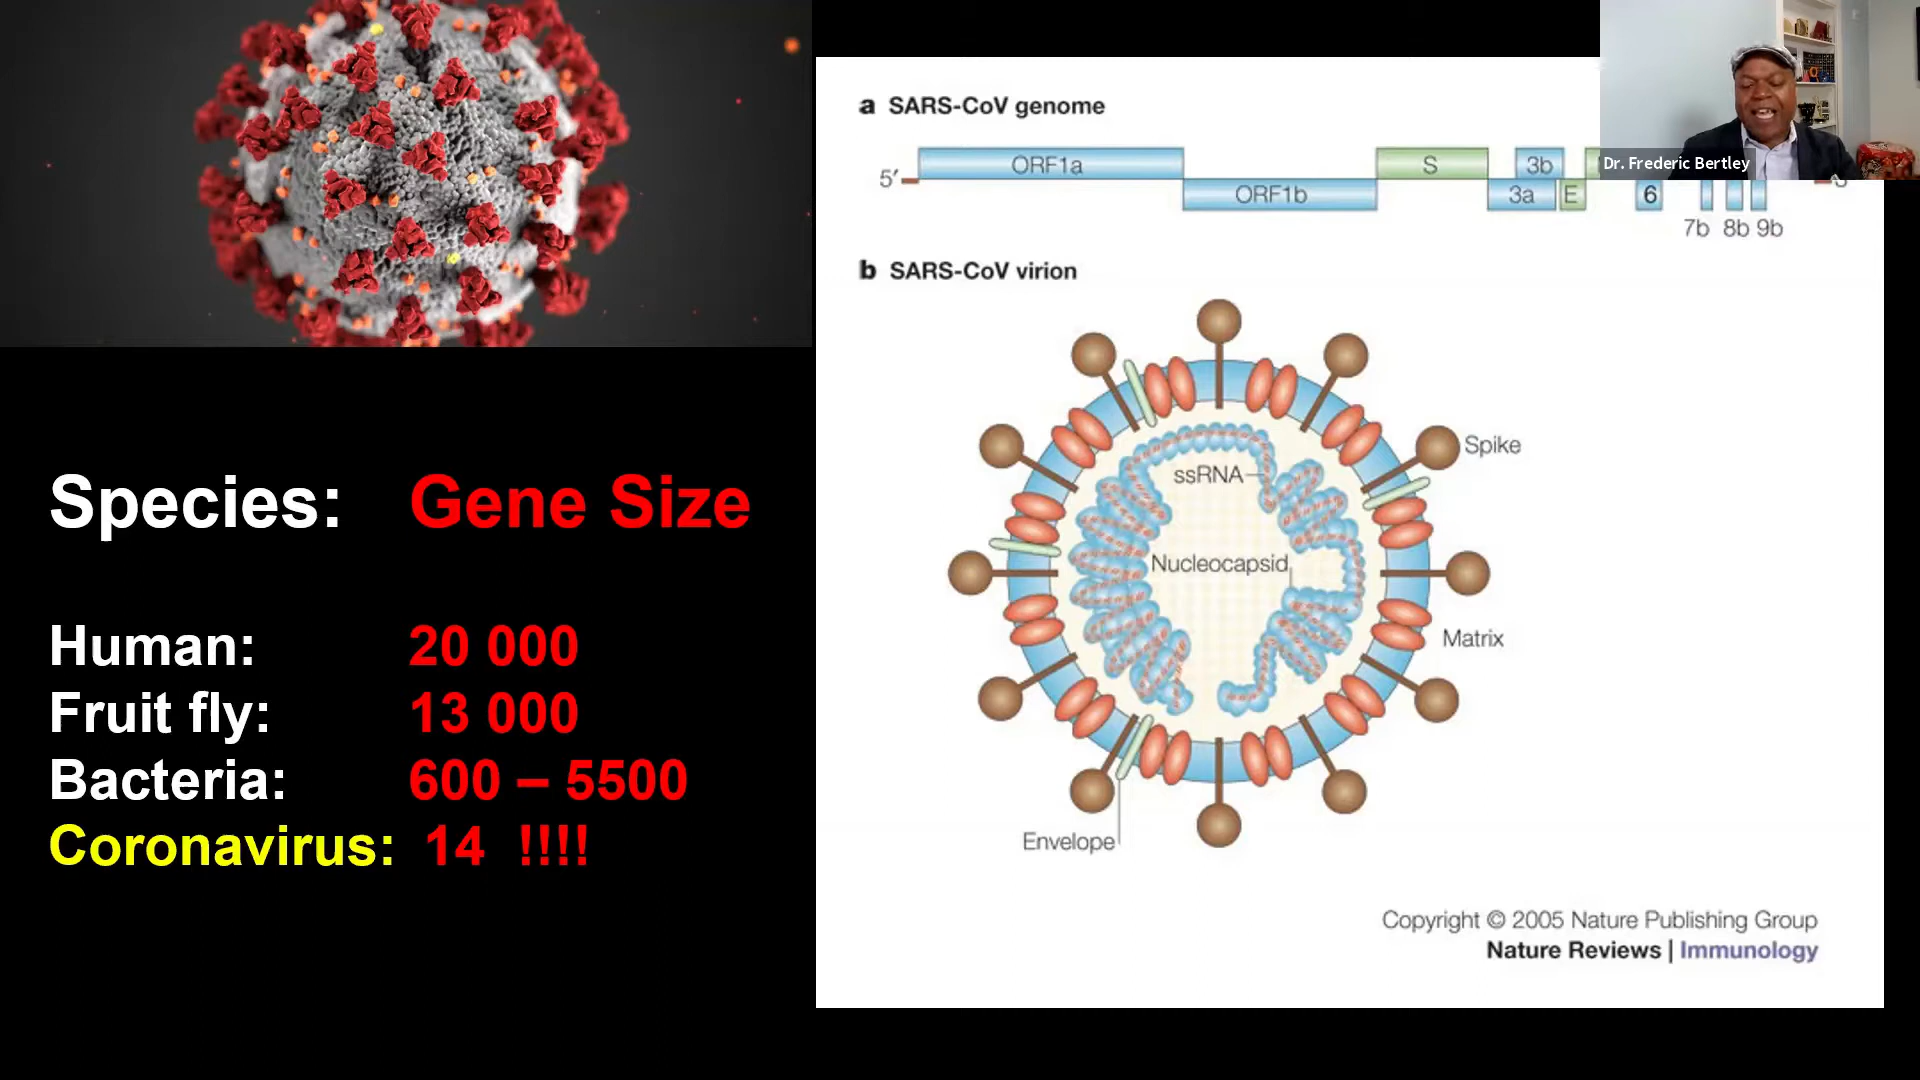 Species: Gene Size
Human: 20 000
Fruit fly: 13 000
Bacteria: 600 – 5500
Coronavirus: 14 !!!!
a SARS-CoV genome
5′ ORF1a S 3b
ORF1b 3a E 6
7b 8b 9b
b SARS-CoV virion
Spike
ssRNA
Nucleocapsid
Matrix
Envelope
Copyright © 2005 Nature Publishing Group
Nature Reviews | Immunology
Dr. Frederic Bertley